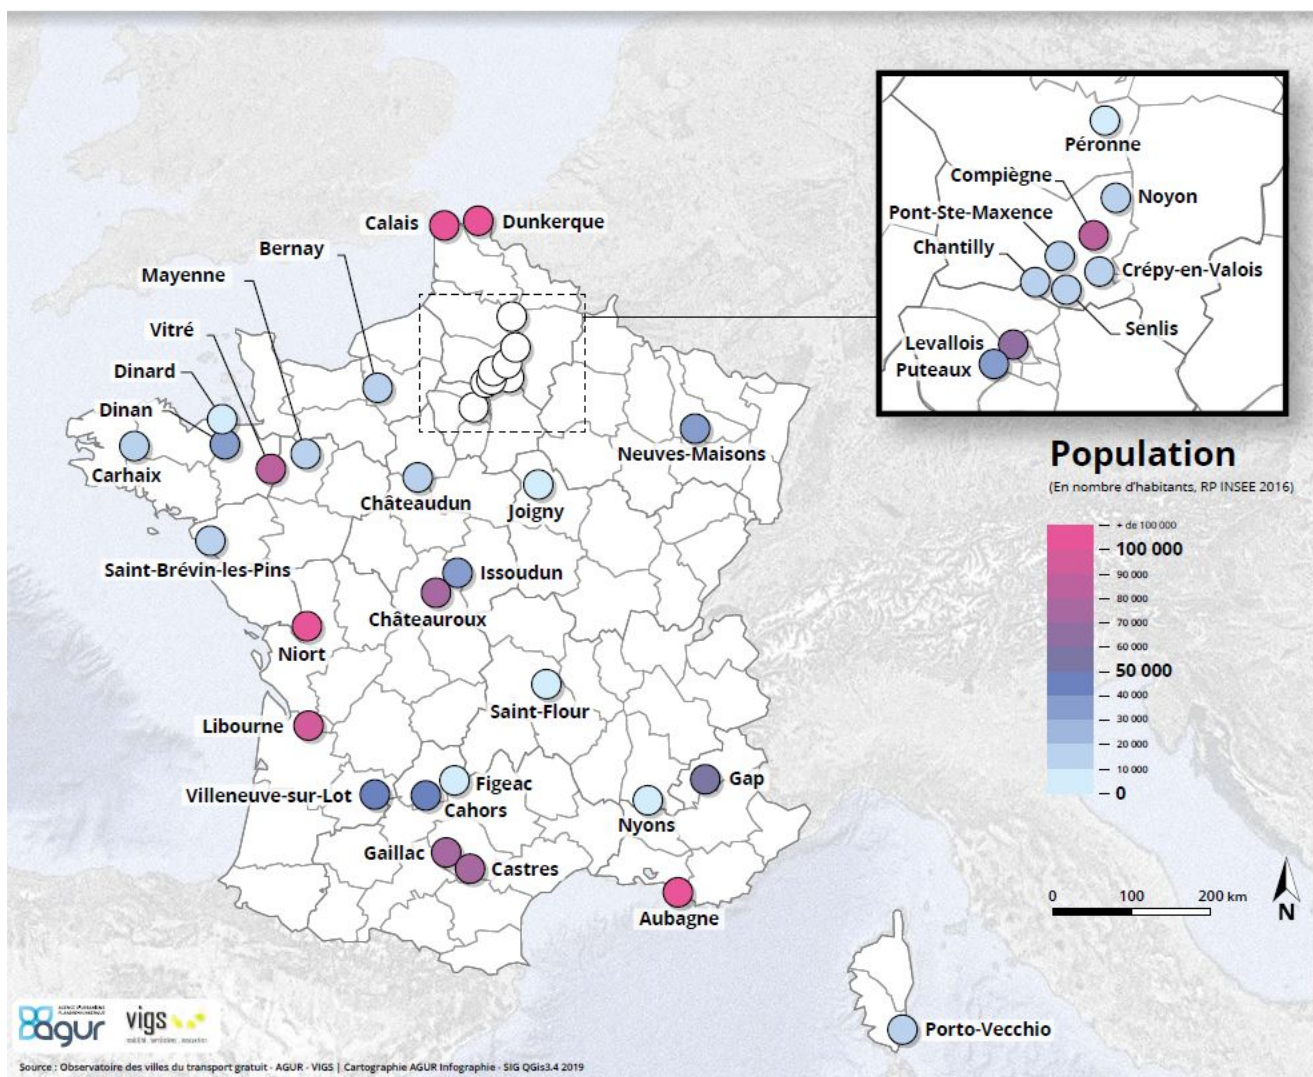 Péronne
Compiègne
Noyon
Pont-Ste-Maxence
Chantilly
Crépy-en-Valois
Senlis
Levallois
Puteaux
Calais
Dunkerque
Bernay
Mayenne
Vitré
Dinard
Dinan
Carhaix
Neuves-Maisons
Châteaudun
Joigny
Saint-Brévin-les-Pins
Issoudun
Châteauroux
Niort
Saint-Flour
Libourne
Figeac
Villeneuve-sur-Lot
Cahors
Gap
Nyons
Gaillac
Castres
Aubagne
Porto-Vecchio
Population
(En nombre d'habitants, RP INSEE 2016)
+ de 100 000
100 000
90 000
80 000
70 000
60 000
50 000
40 000
30 000
20 000
10 000
0
0 100 200 km
N
agur
vigs
Source : Observatoire des villes du transport gratuit - AGUR - VIGS | Cartographie AGUR Infographie - SIG QGis3.4 2019